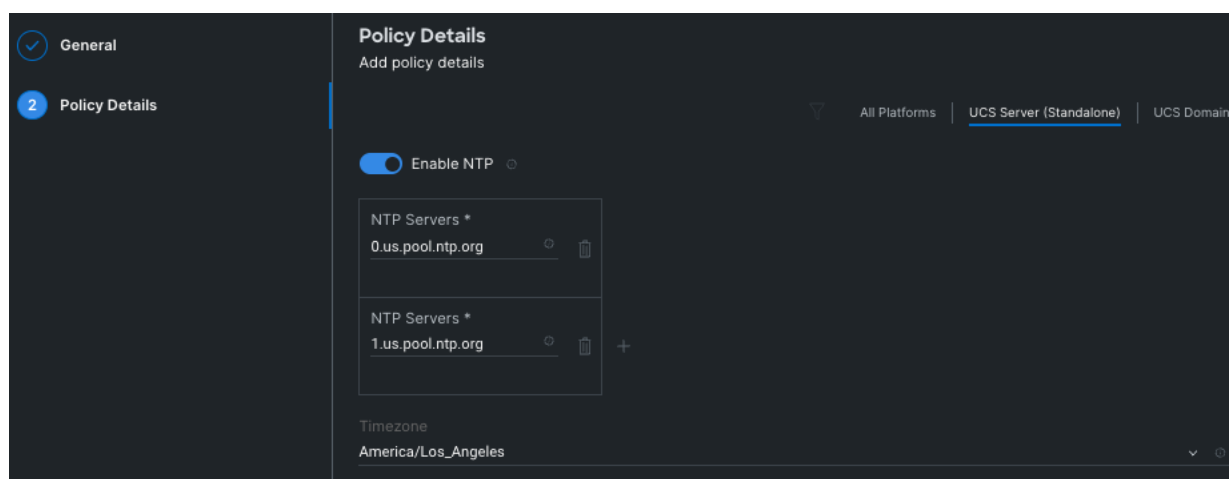 General
2 Policy Details
Policy Details
Add policy details
All Platforms | UCS Server (Standalone) | UCS Domain
Enable NTP
NTP Servers *
0.us.pool.ntp.org
NTP Servers *
1.us.pool.ntp.org
Timezone
America/Los_Angeles